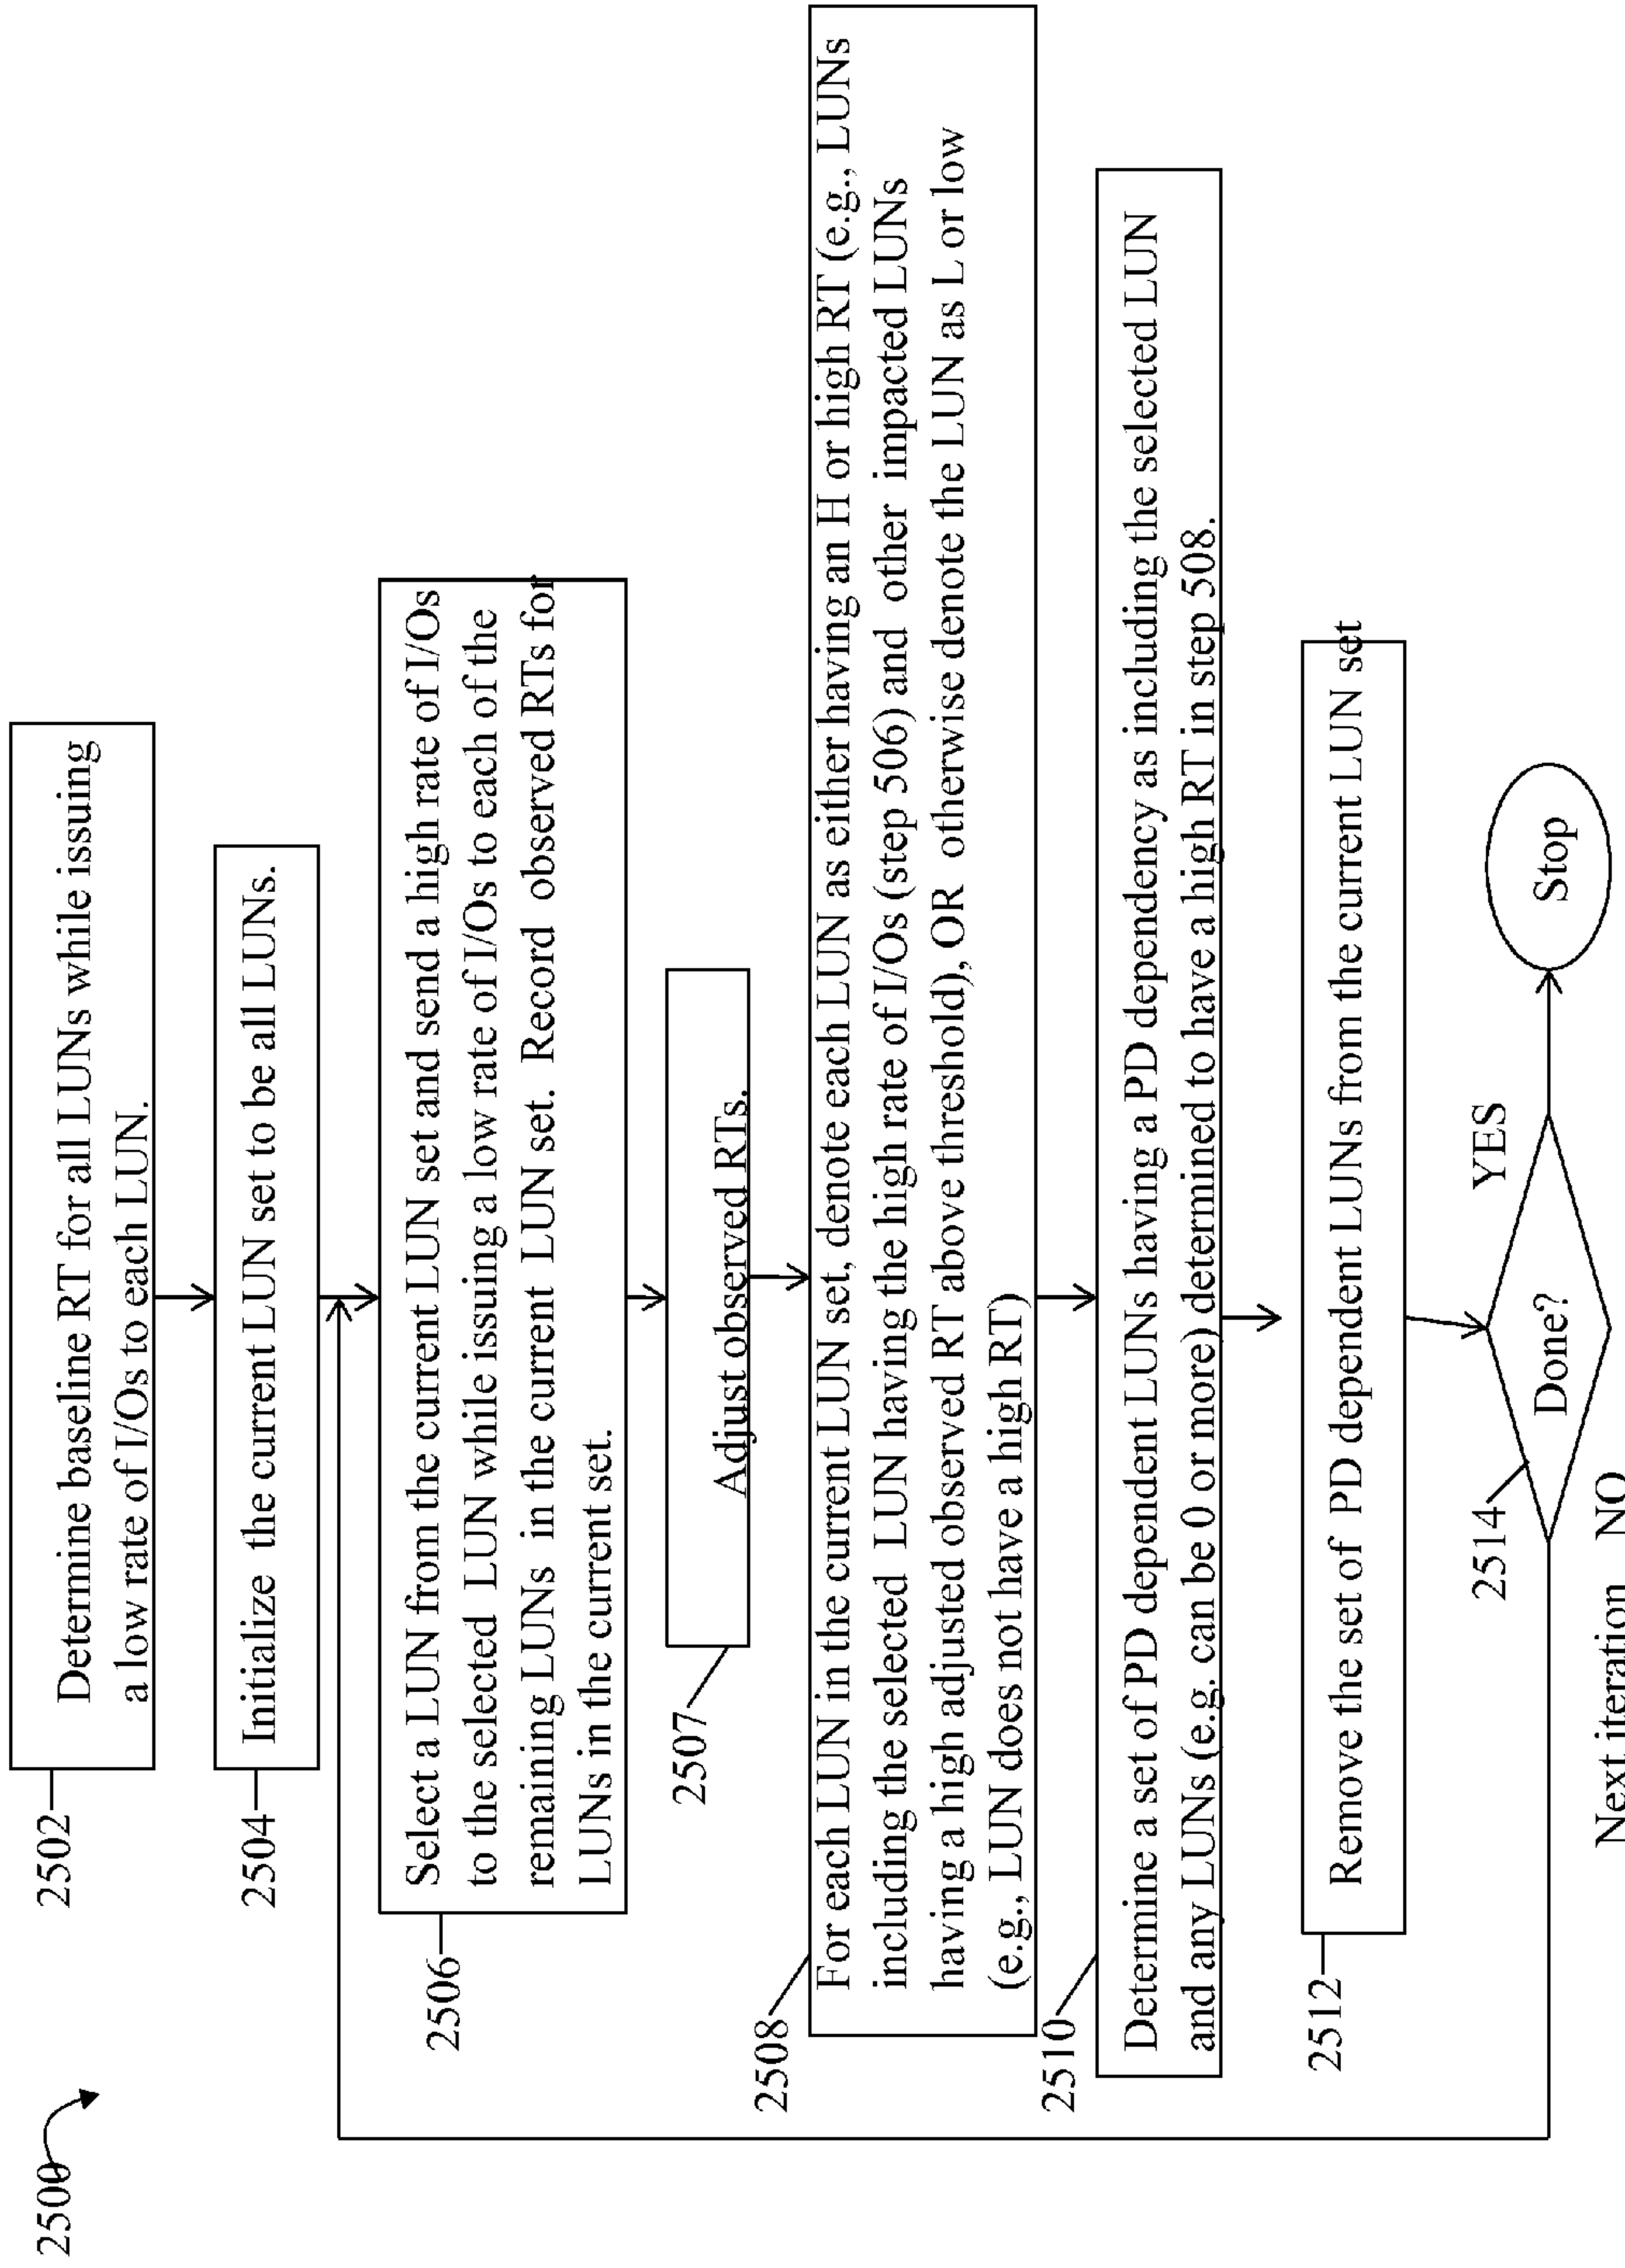 2500
2502
Determine baseline RT for all LUNs while issuing
a low rate of I/Os to each LUN.
2504
Initialize the current LUN set to be all LUNs.
2506
Select a LUN from the current LUN set and send a high rate of I/Os
to the selected LUN while issuing a low rate of I/Os to each of the
remaining LUNs in the current LUN set. Record observed RTs for
LUNs in the current set.
2507
Adjust observed RTs.
2508
For each LUN in the current LUN set, denote each LUN as either having an H or high RT (e.g., LUNs
including the selected LUN having the high rate of I/Os (step 506) and other impacted LUNs
having a high adjusted observed RT above threshold), OR otherwise denote the LUN as L or low
(e.g., LUN does not have a high RT)
2510
Determine a set of PD dependent LUNs having a PD dependency as including the selected LUN
and any LUNs (e.g. can be 0 or more) determined to have a high RT in step 508.
2512
Remove the set of PD dependent LUNs from the current LUN set
2514
Done?
YES
Stop
Next iteration NO